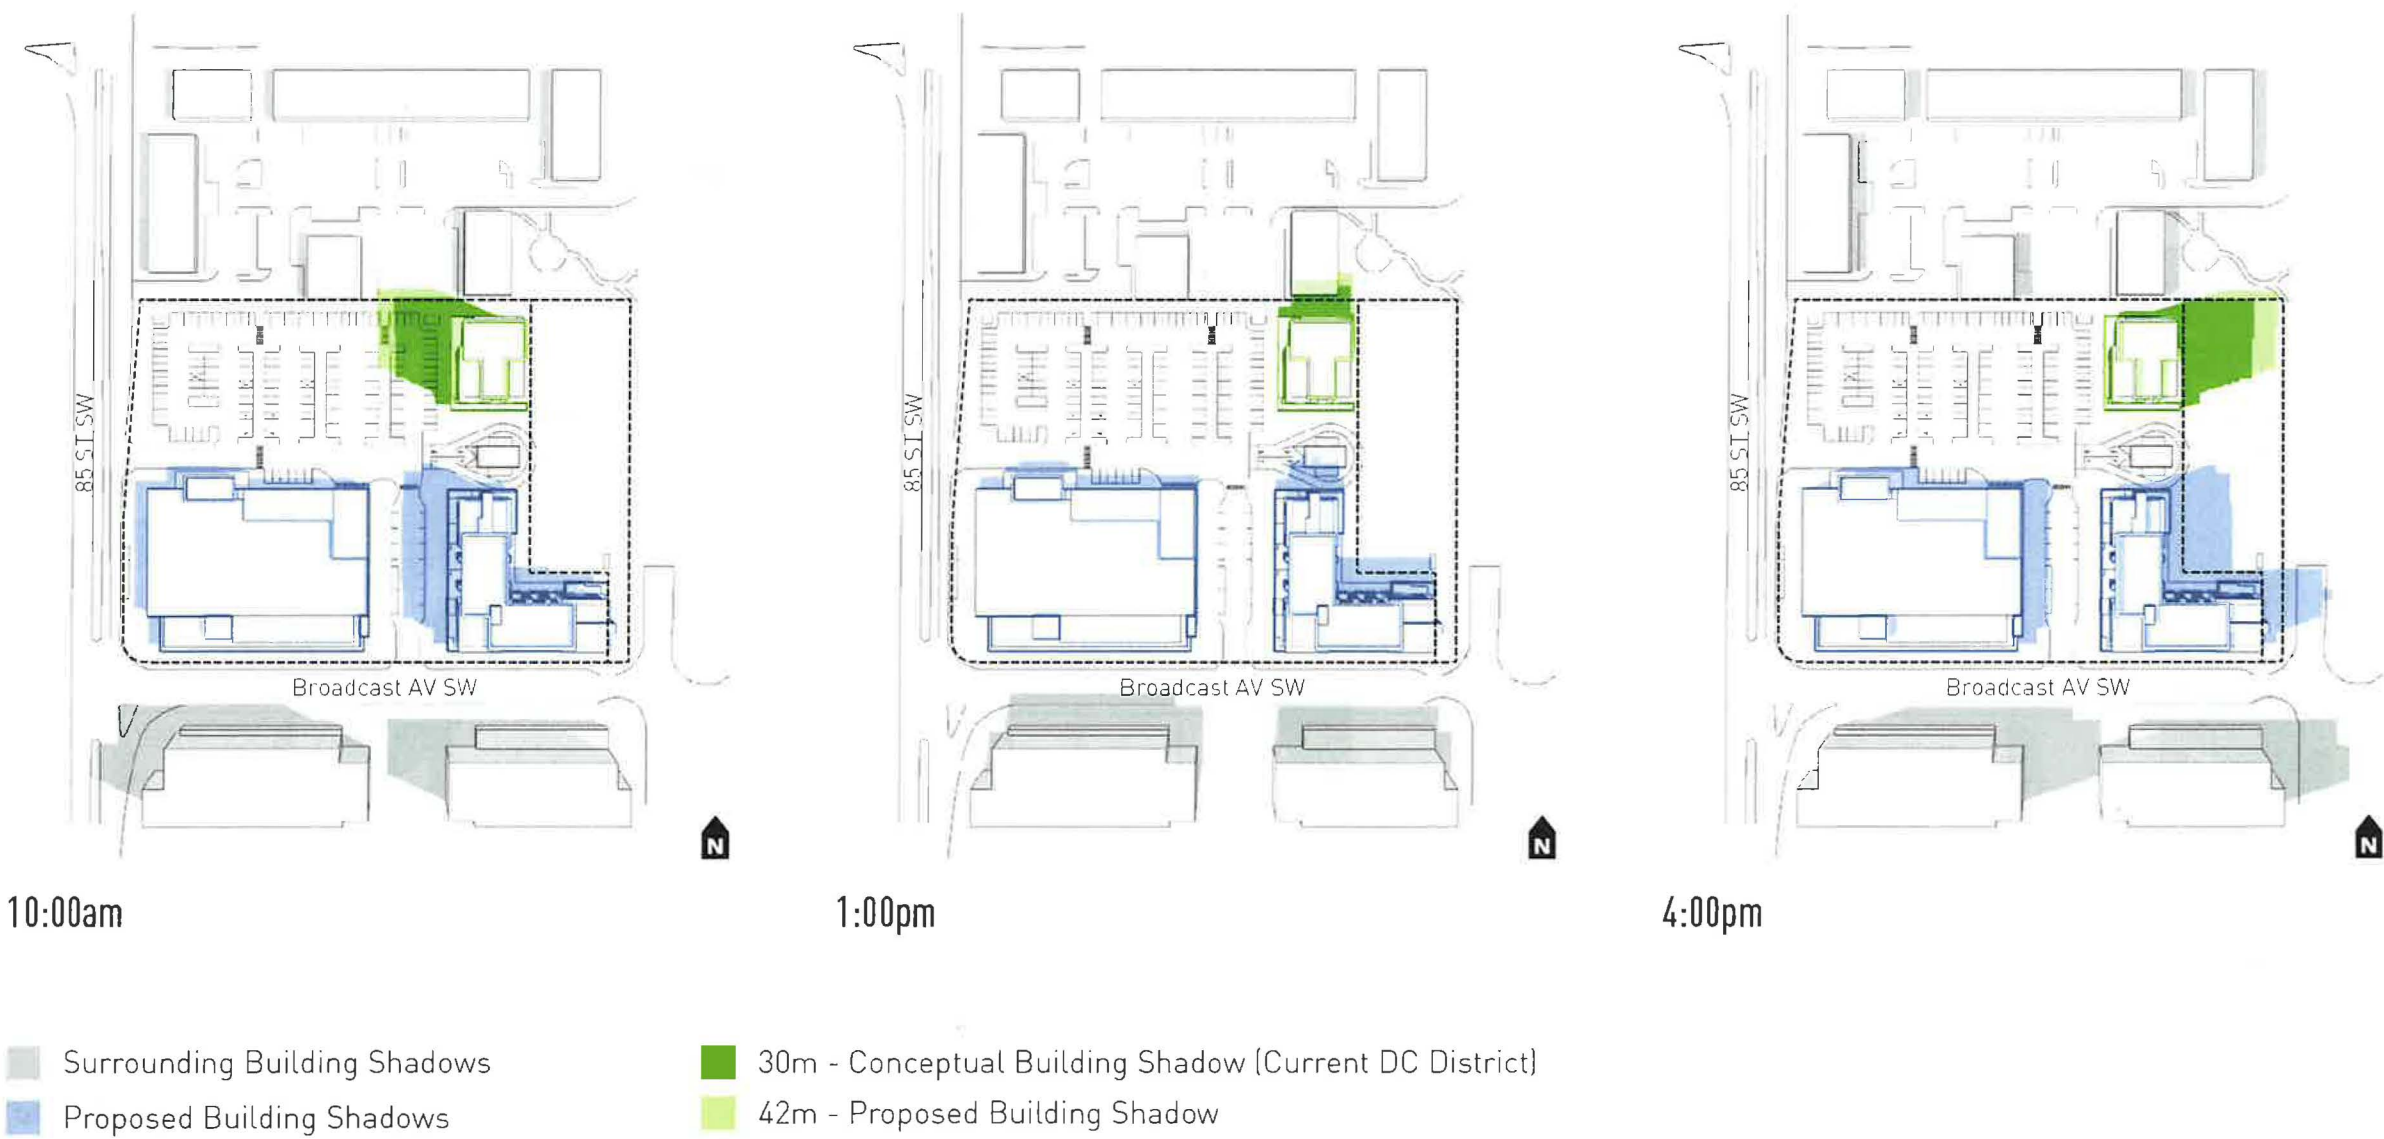 85 ST SW
85 ST SW
85 ST SW
Broadcast AV SW
Broadcast AV SW
Broadcast AV SW
N
N
N
10:00am
1:00pm
4:00pm
Surrounding Building Shadows
30m - Conceptual Building Shadow (Current DC District)
Proposed Building Shadows
42m - Proposed Building Shadow